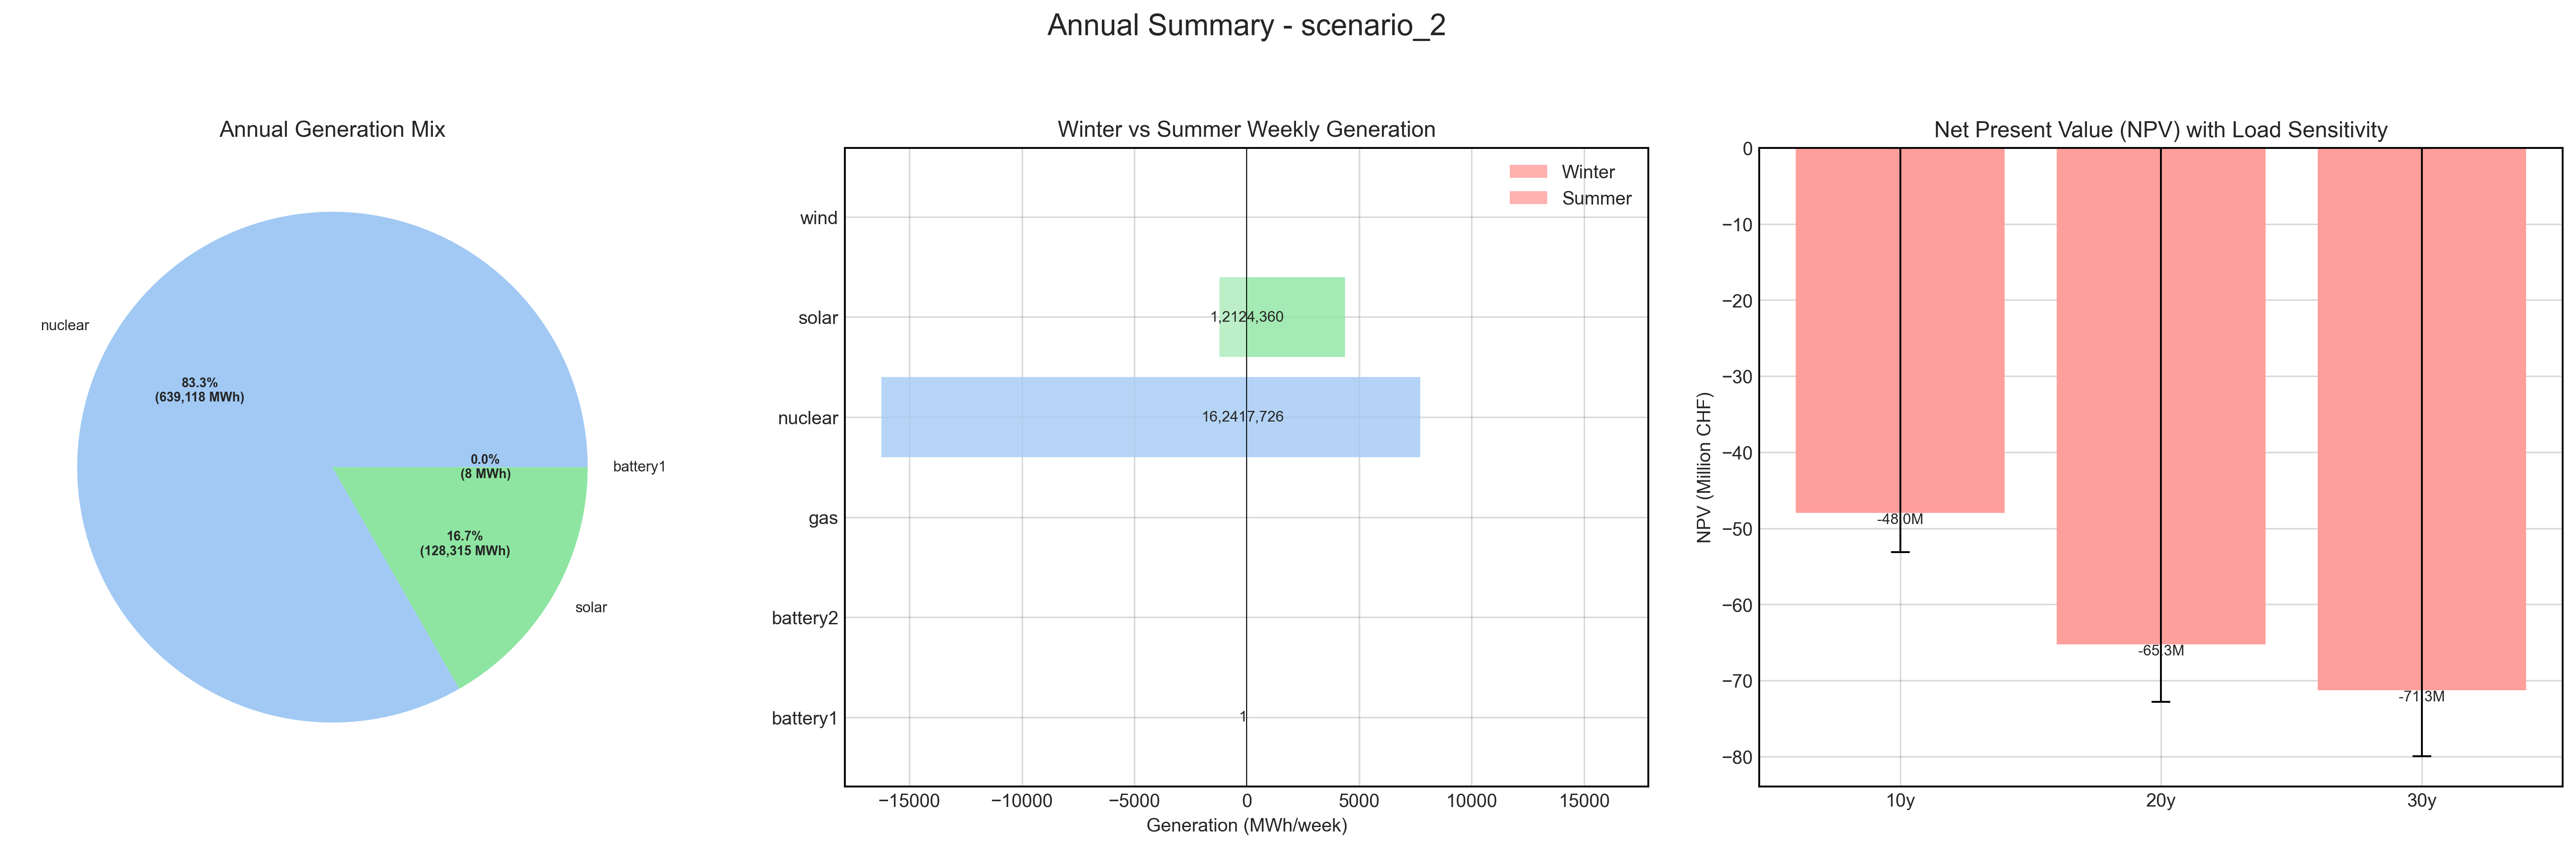 Annual Summary - scenario_2
Annual Generation Mix
nuclear
83.3%
(639,118 MWh)
0.0%
(8 MWh)
battery1
16.7%
(128,315 MWh)
solar
Winter vs Summer Weekly Generation
Winter
Summer
wind
solar
1,2124,360
nuclear
16,2417,726
gas
battery2
battery1
1
−15000 −10000 −5000 0 5000 10000 15000
Generation (MWh/week)
Net Present Value (NPV) with Load Sensitivity
NPV (Million CHF)
0
−10
−20
−30
−40
−50
−60
−70
−80
-48.0M
-65.3M
-71.3M
10y 20y 30y